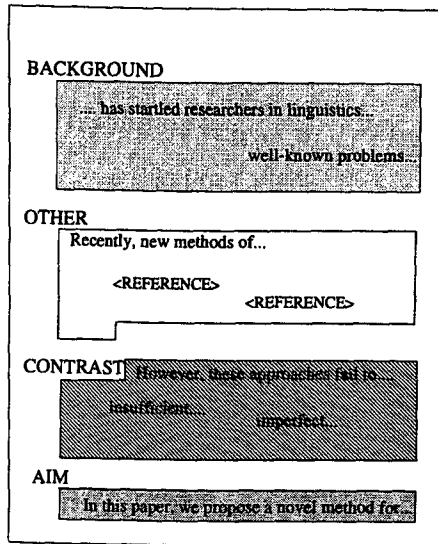 BACKGROUND
.... has startled researchers in linguistics...
well-known problems...
OTHER
Recently, new methods of...
<REFERENCE>
<REFERENCE>
CONTRAST
However, these approaches fail to....
insufficient....
imperfect...
AIM
In this paper, we propose a novel method for...